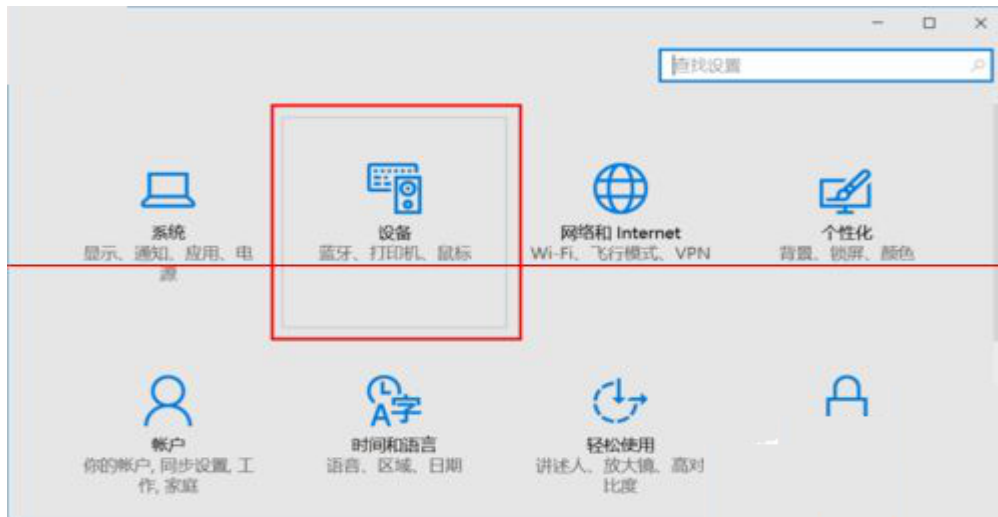 查找设置
系统
显示、通知、应用、电
源
设备
蓝牙、打印机、鼠标
网络和 Internet
Wi-Fi、飞行模式、VPN
个性化
背景、锁屏、颜色
帐户
你的帐户, 同步设置, 工
作, 家庭
时间和语言
语音、区域、日期
轻松使用
讲述人、放大镜、高对
比度